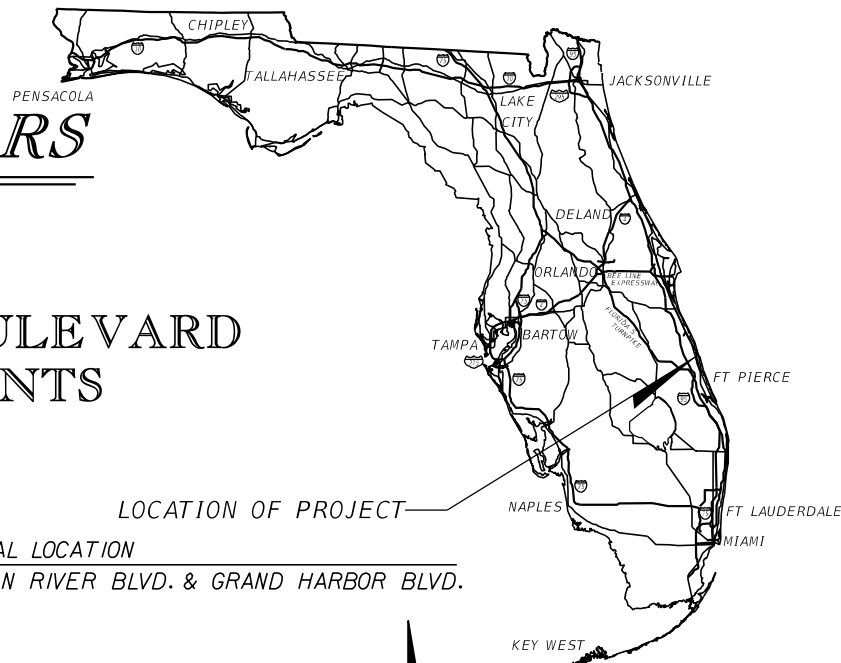 CHIPLEY
TALLAHASSEE
JACKSONVILLE
PENSACOLA
LAKE
CITY
RS
DELAND
ORLANDO
BEE LINE
EXPRESSWAY
FLORIDA'S
TURNPIKE
ULEVARD
BARTOW
TAMPA
NTS
FT PIERCE
LOCATION OF PROJECT
NAPLES
FT LAUDERDALE
MIAMI
AL LOCATION
N RIVER BLVD. & GRAND HARBOR BLVD.
KEY WEST